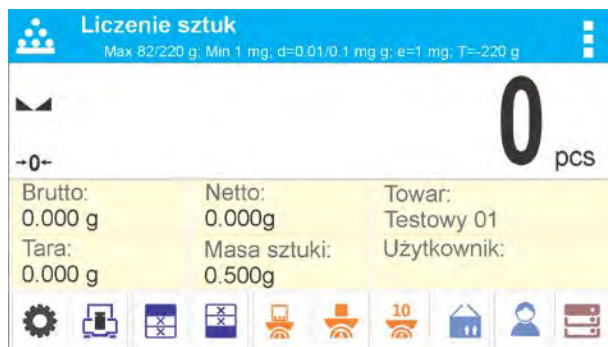 Liczenie sztuk
Max 82/220 g; Min 1 mg; d=0.01/0.1 mg g; e=1 mg; T=-220 g
0 pcs
→0←
Brutto: Netto: Towar:
0.000 g 0.000g Testowy 01
Tara: Masa sztuki: Użytkownik:
0.000 g 0.500g
10